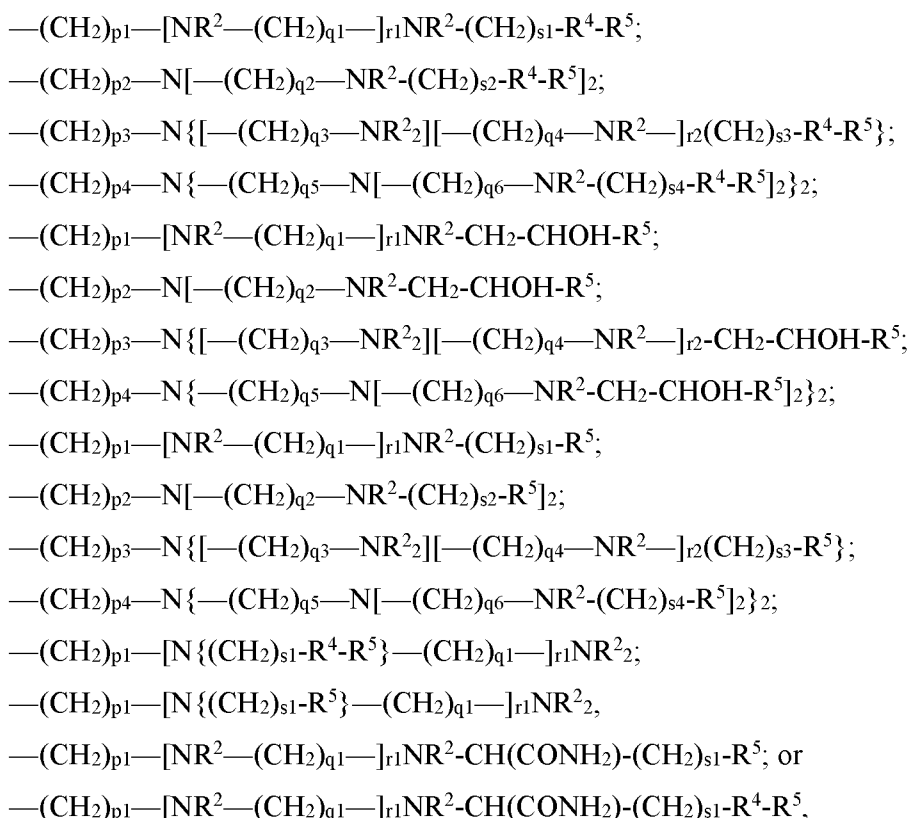 —(CH₂)ₚ₁—[NR²—(CH₂)q1—]r1NR²-(CH₂)s1-R⁴-R⁵;
—(CH₂)p2—N[—(CH₂)q2—NR²-(CH₂)s2-R⁴-R⁵]₂;
—(CH₂)p3—N{[—(CH₂)q3—NR²₂][—(CH₂)q4—NR²—]r2(CH₂)s3-R⁴-R⁵};
—(CH₂)p4—N{—(CH₂)q5—N[—(CH₂)q6—NR²-(CH₂)s4-R⁴-R⁵]₂}₂;
—(CH₂)p1—[NR²—(CH₂)q1—]r1NR²-CH₂-CHOH-R⁵;
—(CH₂)p2—N[—(CH₂)q2—NR²-CH₂-CHOH-R⁵;
—(CH₂)p3—N{[—(CH₂)q3—NR²₂][—(CH₂)q4—NR²—]r2-CH₂-CHOH-R⁵;
—(CH₂)p4—N{—(CH₂)q5—N[—(CH₂)q6—NR²-CH₂-CHOH-R⁵]₂}₂;
—(CH₂)p1—[NR²—(CH₂)q1—]r1NR²-(CH₂)s1-R⁵;
—(CH₂)p2—N[—(CH₂)q2—NR²-(CH₂)s2-R⁵]₂;
—(CH₂)p3—N{[—(CH₂)q3—NR²₂][—(CH₂)q4—NR²—]r2(CH₂)s3-R⁵};
—(CH₂)p4—N{—(CH₂)q5—N[—(CH₂)q6—NR²-(CH₂)s4-R⁵]₂}₂;
—(CH₂)p1—[N{(CH₂)s1-R⁴-R⁵}—(CH₂)q1—]r1NR²₂;
—(CH₂)p1—[N{(CH₂)s1-R⁵}—(CH₂)q1—]r1NR²₂,
—(CH₂)p1—[NR²—(CH₂)q1—]r1NR²-CH(CONH₂)-(CH₂)s1-R⁵; or
—(CH₂)p1—[NR²—(CH₂)q1—]r1NR²-CH(CONH₂)-(CH₂)s1-R⁴-R⁵,